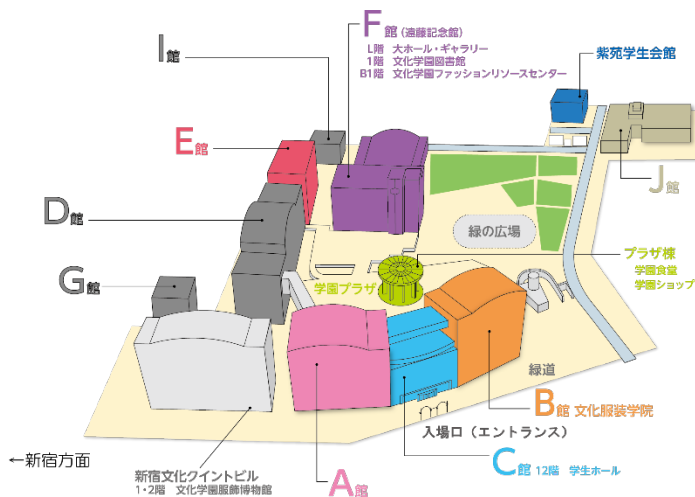 F館 (遠藤記念館)
L階 大ホール・ギャラリー
1階 文化学園図書館
B1階 文化学園ファッションリソースセンター
I館
紫苑学生会館
E館
J館
D館
緑の広場
プラザ棟
学園食堂
学園ショップ
G館
学園プラザ
緑道
B館 文化服装学院
入場口（エントランス）
←新宿方面
新宿文化クイントビル
1・2階 文化学園服飾博物館
A館
C館 12階 学生ホール